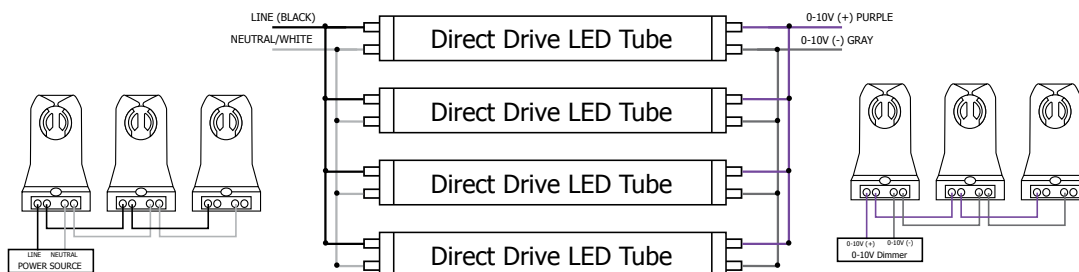 LINE (BLACK)
NEUTRAL/WHITE
Direct Drive LED Tube
0-10V (+) PURPLE
0-10V (-) GRAY
Direct Drive LED Tube
Direct Drive LED Tube
Direct Drive LED Tube
LINE NEUTRAL
POWER SOURCE
0-10V (+) 0-10V (-)
0-10V Dimmer